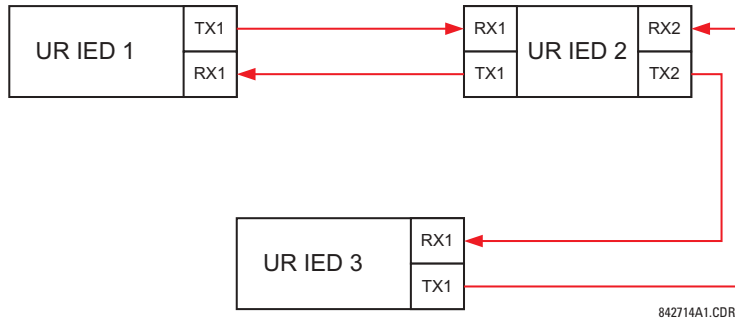 UR IED 1
TX1
RX1
RX1
TX1
UR IED 2
RX2
TX2
UR IED 3
RX1
TX1
842714A1.CDR